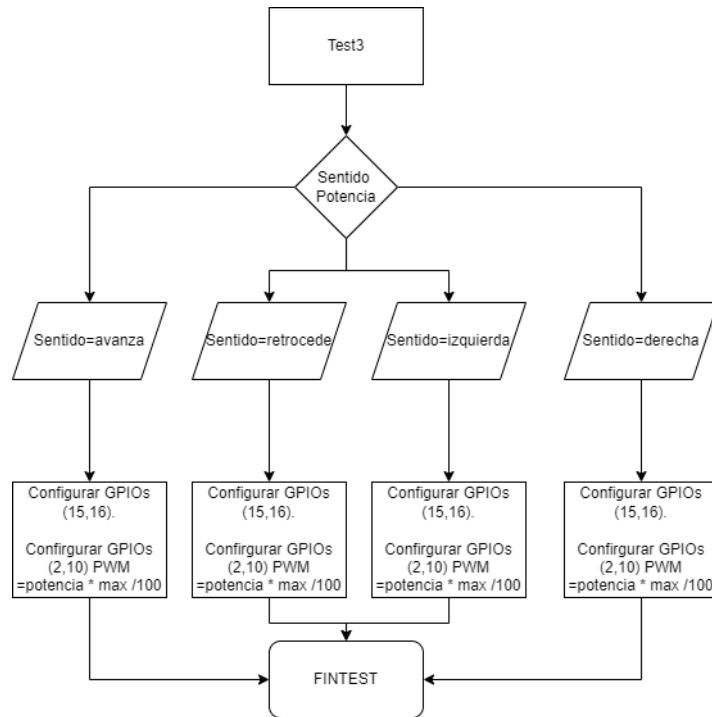 Test3
Sentido
Potencia
Sentido=avanza
Sentido=retrocede
Sentido=izquierda
Sentido=derecha
Configurar GPIOs
(15,16).
Confirgurar GPIOs
(2,10) PWM
=potencia * max /100
Configurar GPIOs
(15,16).
Confirgurar GPIOs
(2,10) PWM
=potencia * max /100
Configurar GPIOs
(15,16).
Confirgurar GPIOs
(2,10) PWM
=potencia * max /100
Configurar GPIOs
(15,16).
Confirgurar GPIOs
(2,10) PWM
=potencia * max /100
FINTEST